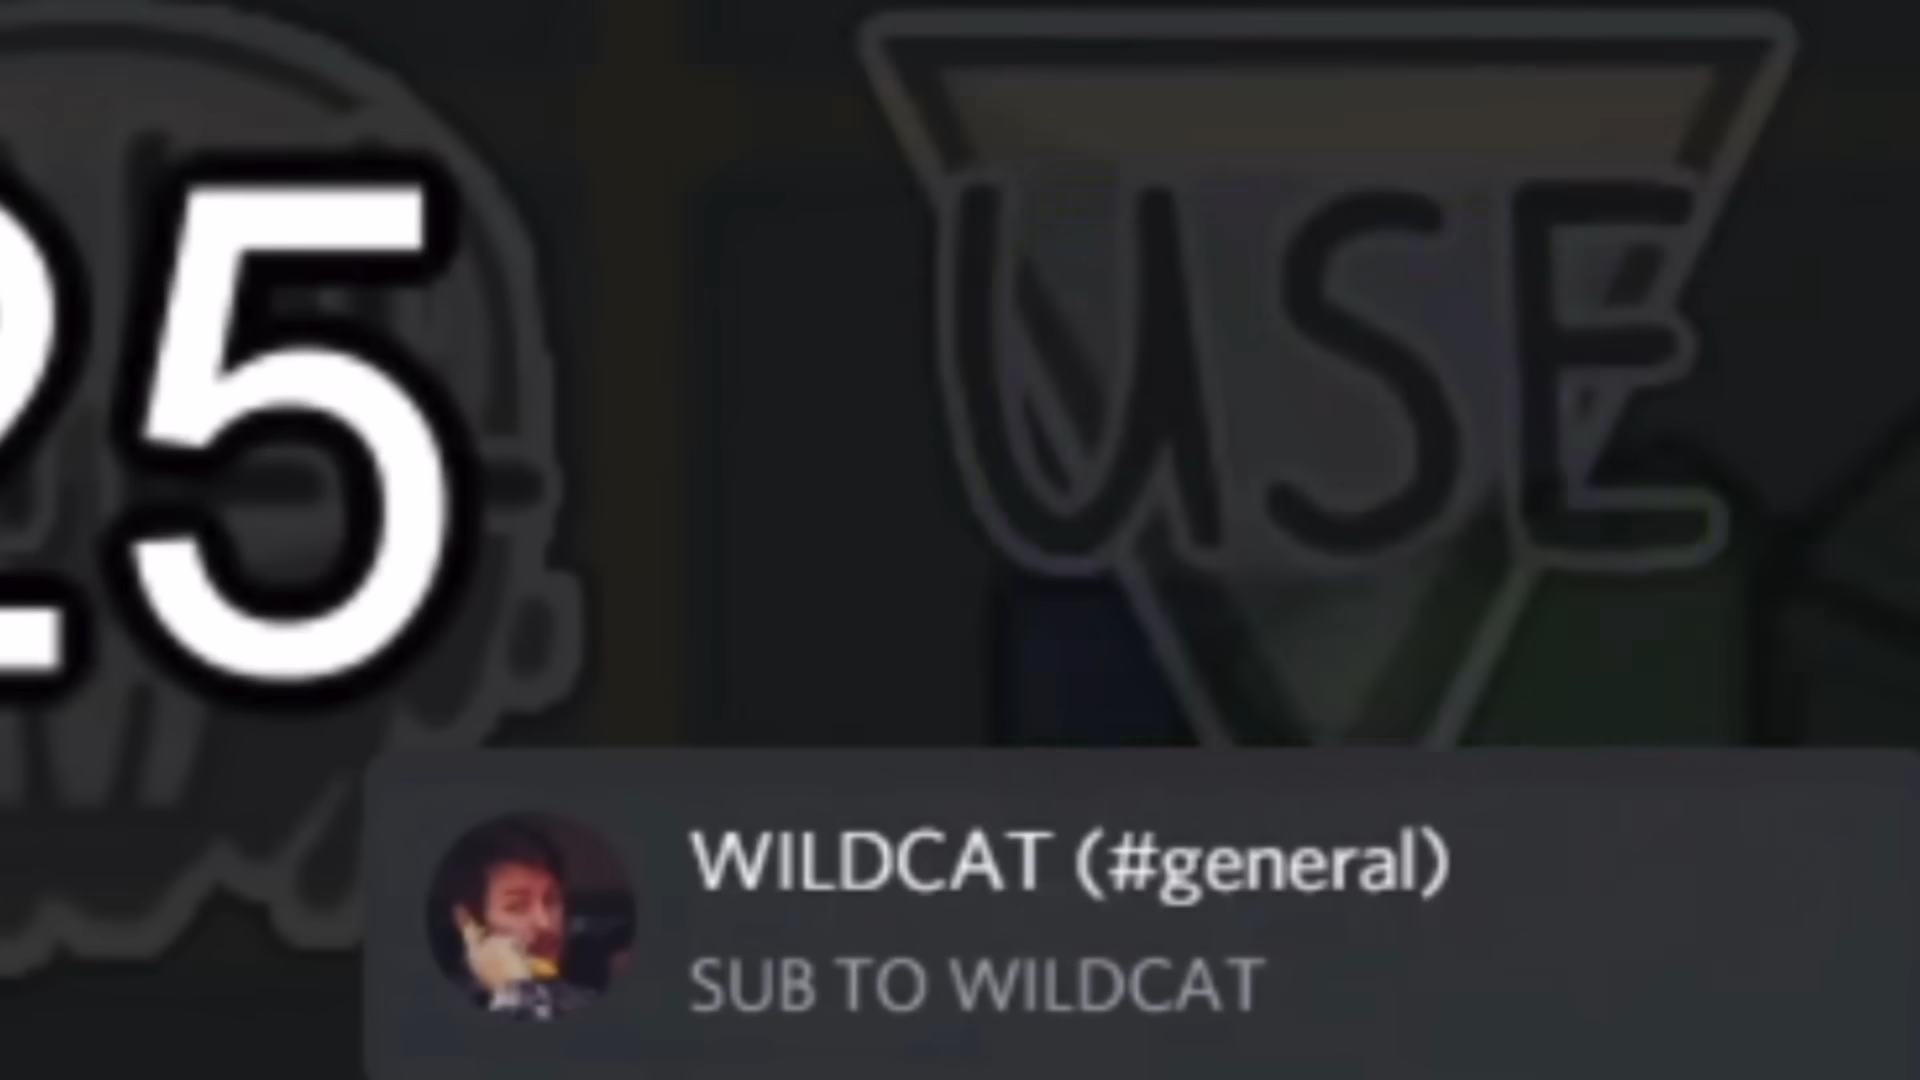 25
USE
WILDCAT (#general)
SUB TO WILDCAT